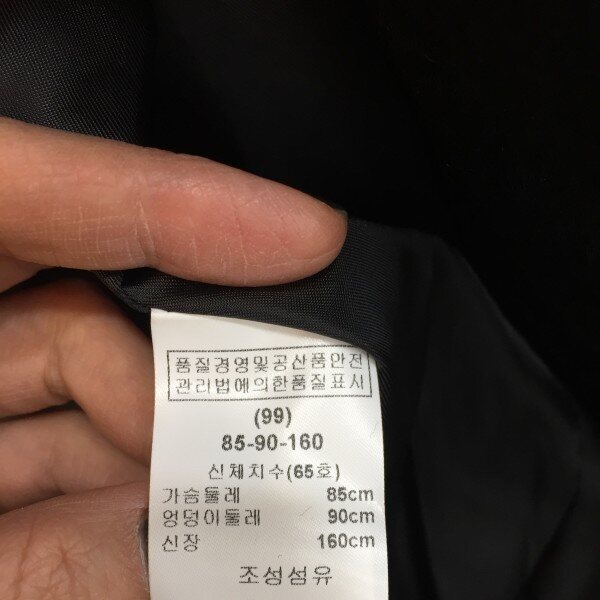 품질경영및공산품안전
관리법에의한품질표시
(99)
85-90-160
신체치수(65호)
가슴둘레 85cm
엉덩이둘레 90cm
신장 160cm
조성섬유